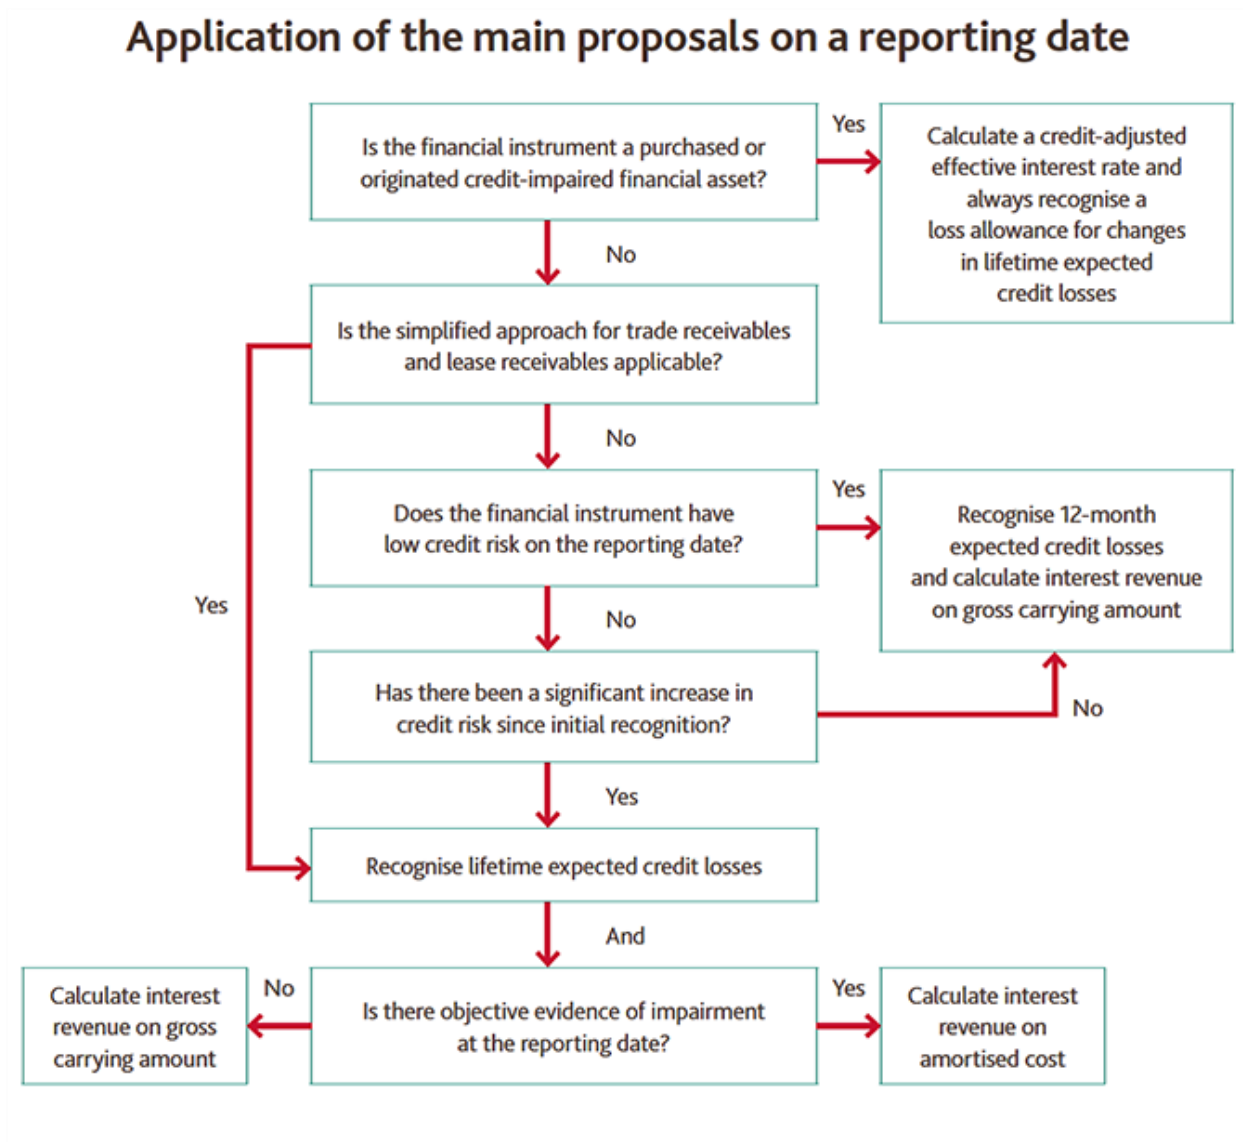 Application of the main proposals on a reporting date
Is the financial instrument a purchased or
originated credit-impaired financial asset?
Yes
Calculate a credit-adjusted
effective interest rate and
always recognise a
loss allowance for changes
in lifetime expected
credit losses
No
Is the simplified approach for trade receivables
and lease receivables applicable?
No
Does the financial instrument have
low credit risk on the reporting date?
Yes
Recognise 12-month
expected credit losses
and calculate interest revenue
on gross carrying amount
Yes
No
Has there been a significant increase in
credit risk since initial recognition?
No
Yes
Recognise lifetime expected credit losses
And
Calculate interest
revenue on gross
carrying amount
No
Is there objective evidence of impairment
at the reporting date?
Yes
Calculate interest
revenue on
amortised cost